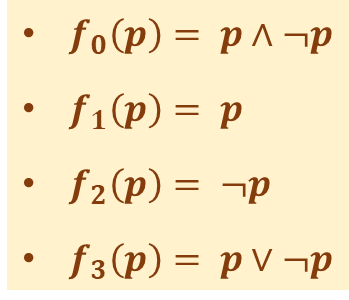 • f₀(p) = p ∧ ¬p
• f₁(p) = p
• f₂(p) = ¬p
• f₃(p) = p ∨ ¬p